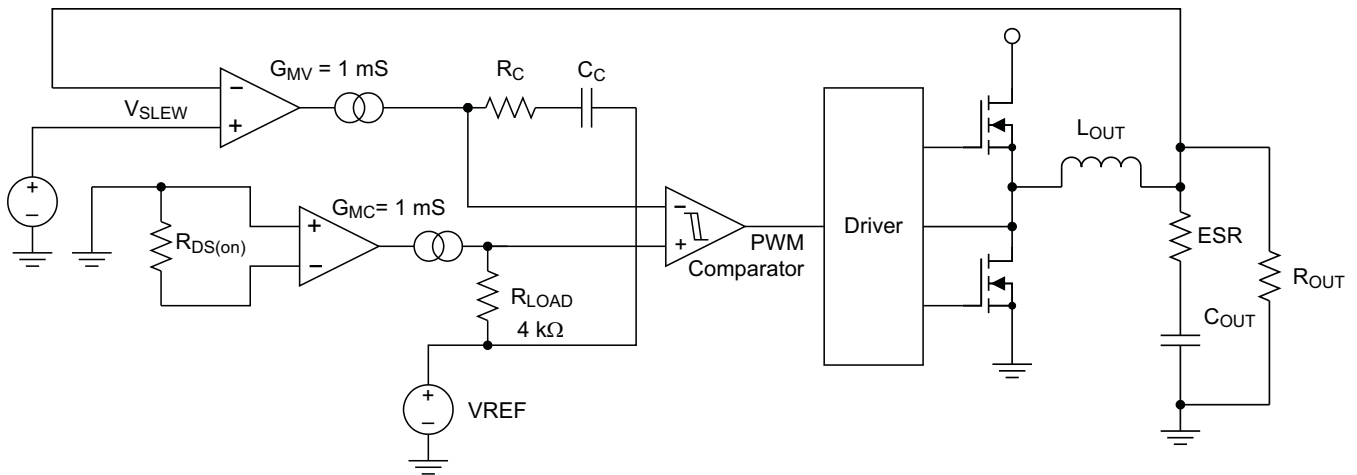 G_MV = 1 mS
R_C
C_C
V_SLEW
−
+
+
−
L_OUT
G_MC= 1 mS
−
+
PWM
Comparator
Driver
R_DS(on)
+
−
ESR
R_OUT
R_LOAD
4 kΩ
C_OUT
+
−
VREF